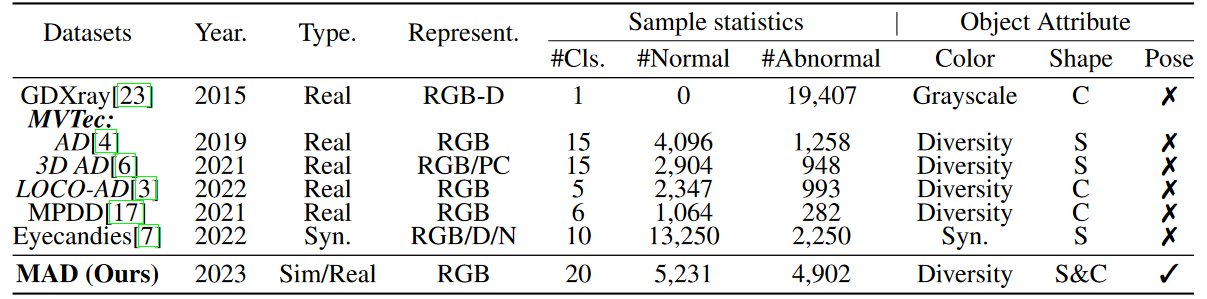 Datasets Year. Type. Represent. Sample statistics | Object Attribute
#Cls. #Normal #Abnormal Color Shape Pose
GDXray[23] 2015 Real RGB-D 1 0 19,407 Grayscale C ✗
MVTec:
AD[4] 2019 Real RGB 15 4,096 1,258 Diversity S ✗
3D AD[6] 2021 Real RGB/PC 15 2,904 948 Diversity S ✗
LOCO-AD[3] 2022 Real RGB 5 2,347 993 Diversity C ✗
MPDD[17] 2021 Real RGB 6 1,064 282 Diversity C ✗
Eyecandies[7] 2022 Syn. RGB/D/N 10 13,250 2,250 Syn. S ✗
MAD (Ours) 2023 Sim/Real RGB 20 5,231 4,902 Diversity S&C ✓